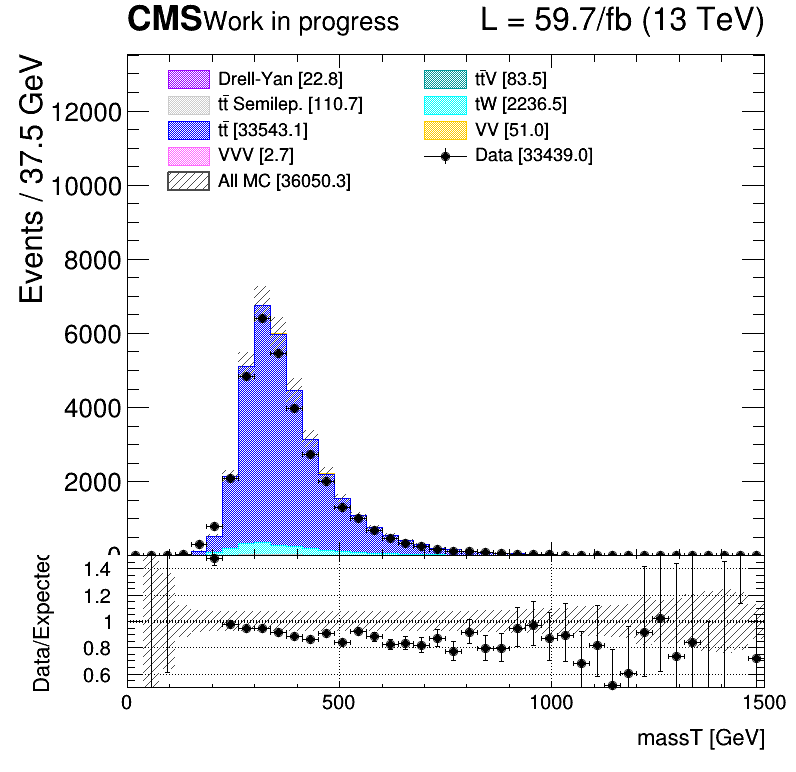 CMS Work in progress L = 59.7/fb (13 TeV)
Events / 37.5 GeV
12000
10000
8000
6000
4000
2000
0
Drell-Yan [22.8]
tt̄ Semilep. [110.7]
tt̄ [33543.1]
VVV [2.7]
All MC [36050.3]
tt̄V [83.5]
tW [2236.5]
VV [51.0]
Data [33439.0]
Data/Expected
1.4
1.2
1
0.8
0.6
0 500 1000 1500
massT [GeV]